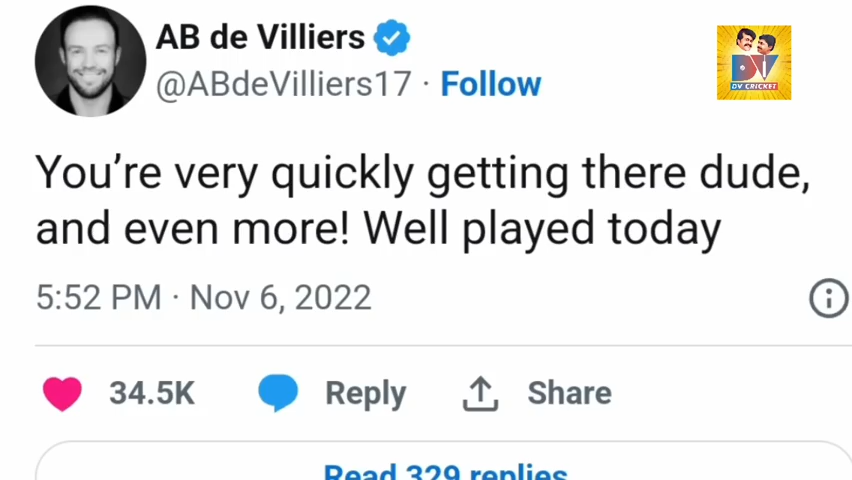 AB de Villiers
@ABdeVilliers17 · Follow
DV
DV CRICKET
You're very quickly getting there dude,
and even more! Well played today
5:52 PM · Nov 6, 2022
34.5K Reply Share
Read 329 replies